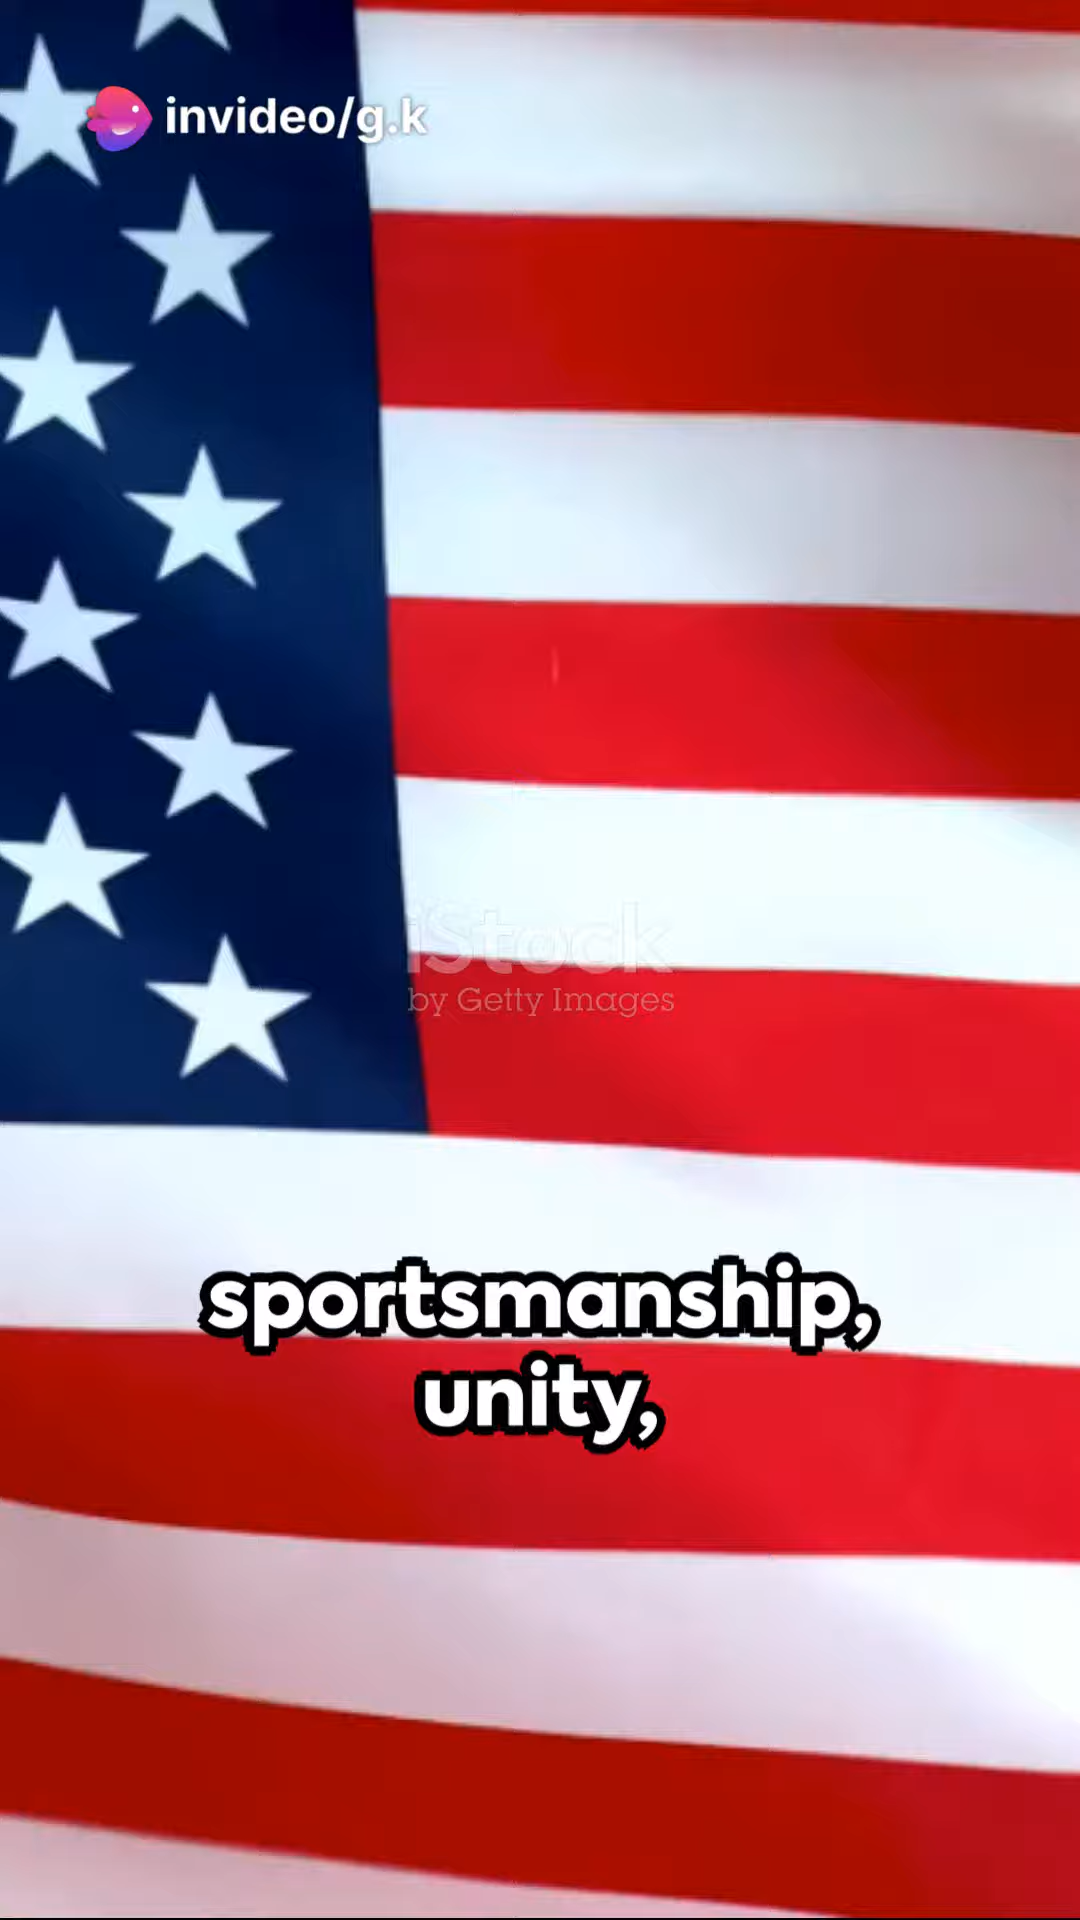 invideo/g.k
iStock
by Getty Images
sportsmanship,
unity,